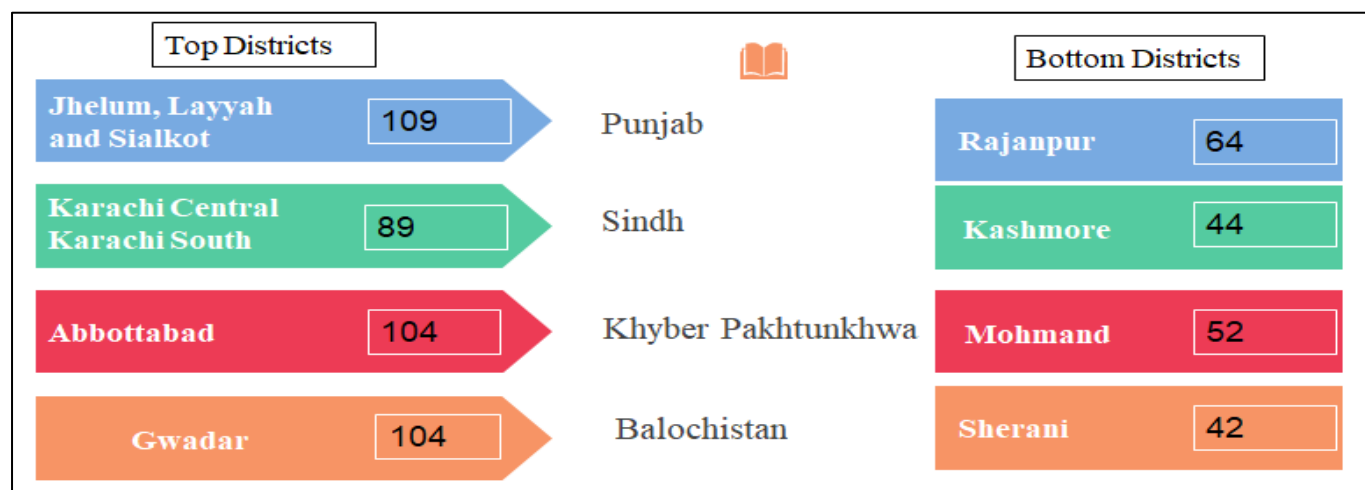 Top Districts
Bottom Districts
Jhelum, Layyah
and Sialkot
109
Punjab
Rajanpur
64
Karachi Central
Karachi South
89
Sindh
Kashmore
44
Abbottabad
104
Khyber Pakhtunkhwa
Mohmand
52
Gwadar
104
Balochistan
Sherani
42